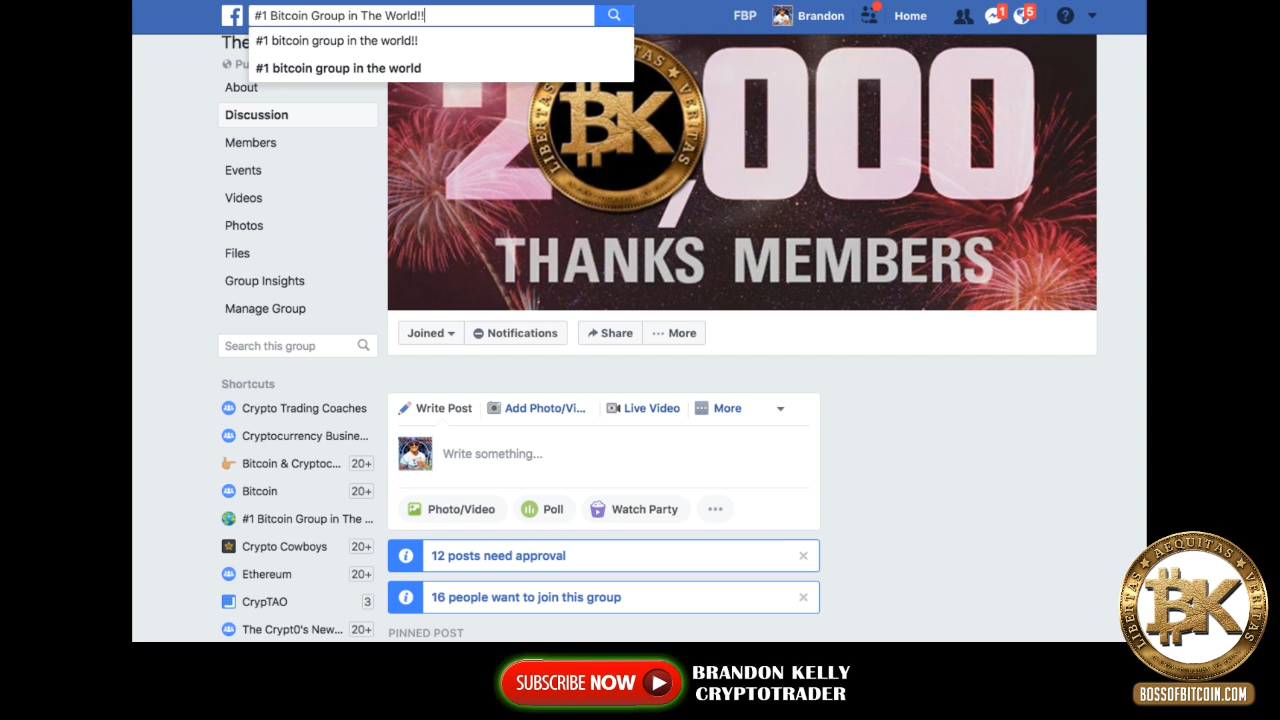 #1 Bitcoin Group in The World!!
FBP
Brandon
Home
1
5
#1 bitcoin group in the world!!
#1 bitcoin group in the world
The
Pu
About
Discussion
Members
Events
Videos
Photos
Files
Group Insights
Manage Group
Search this group
Shortcuts
Crypto Trading Coaches
Cryptocurrency Busine...
Bitcoin & Cryptoc... 20+
Bitcoin 20+
#1 Bitcoin Group in The ...
Crypto Cowboys 20+
Ethereum 20+
CrypTAO 3
The Crypt0's New... 20+
LIBERTAS AEQUITAS VERITAS
BK
2 ,000
THANKS MEMBERS
Joined
Notifications
Share
More
Write Post
Add Photo/Vi...
Live Video
More
Write something...
Photo/Video
Poll
Watch Party
12 posts need approval
16 people want to join this group
PINNED POST
SUBSCRIBE NOW
BRANDON KELLY
CRYPTOTRADER
LIBERTAS AEQUITAS VERITAS
BK
BOSSOFBITCOIN.COM